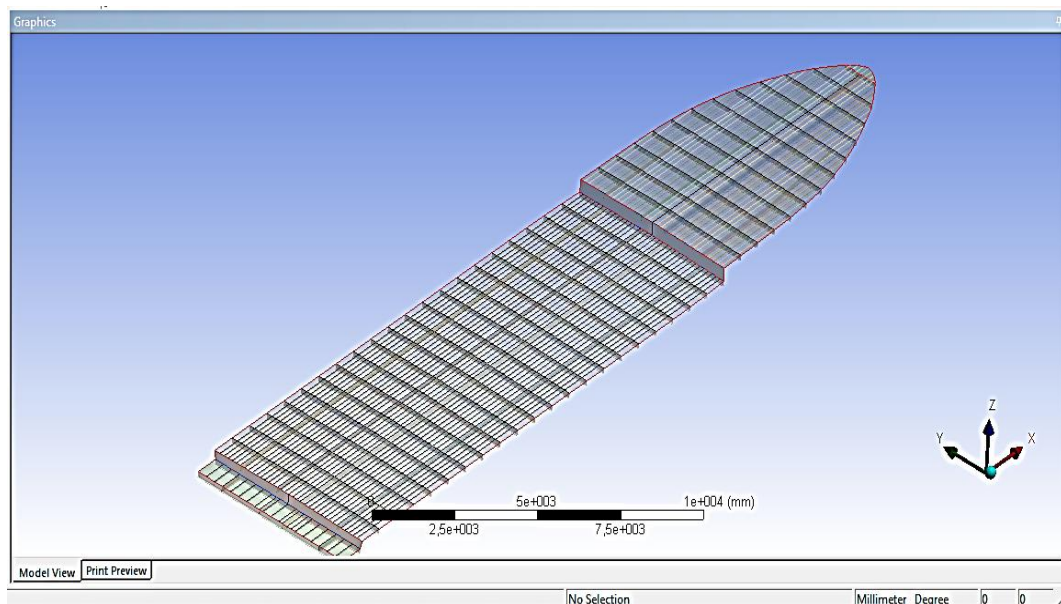 Graphics
Z
Y
X
5e+003
1e+004 (mm)
2,5e+003
7,5e+003
Model View
Print Preview
No Selection
Millimeter
Degree
0
0